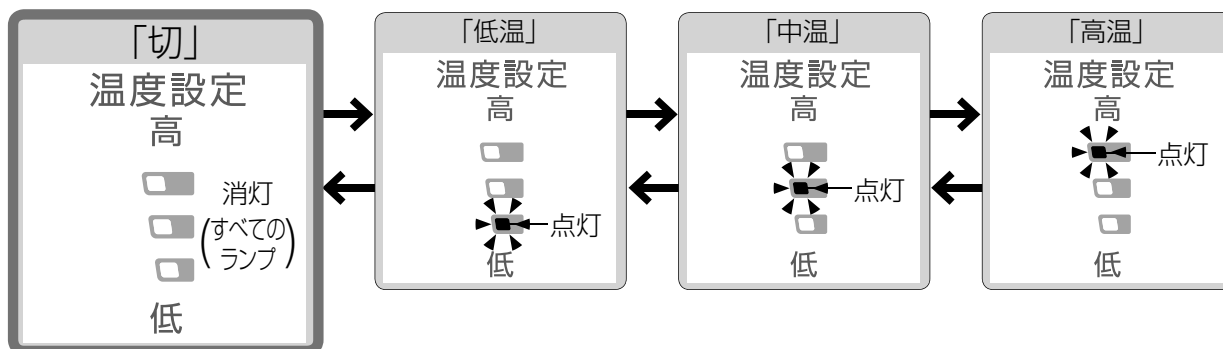 「切」
温度設定
高
消灯
(すべての
ランプ)
低
「低温」
温度設定
高
点灯
低
「中温」
温度設定
高
点灯
低
「高温」
温度設定
高
点灯
低